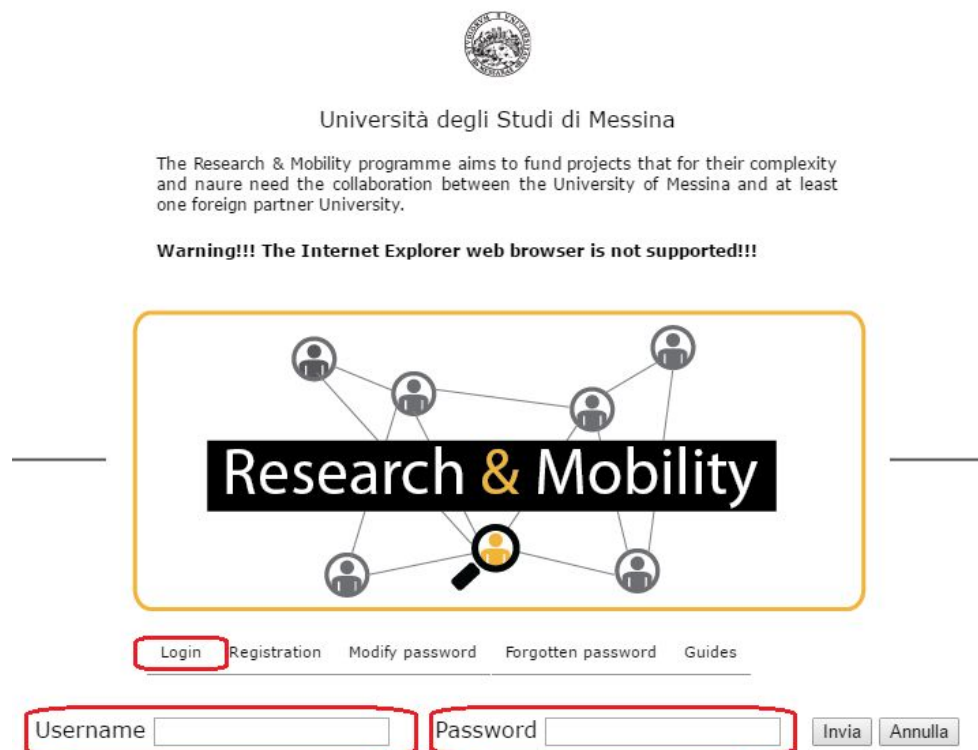 Università degli Studi di Messina
The Research & Mobility programme aims to fund projects that for their complexity
and naure need the collaboration between the University of Messina and at least
one foreign partner University.
Warning!!! The Internet Explorer web browser is not supported!!!
Research & Mobility
Login Registration Modify password Forgotten password Guides
Username Password Invia Annulla